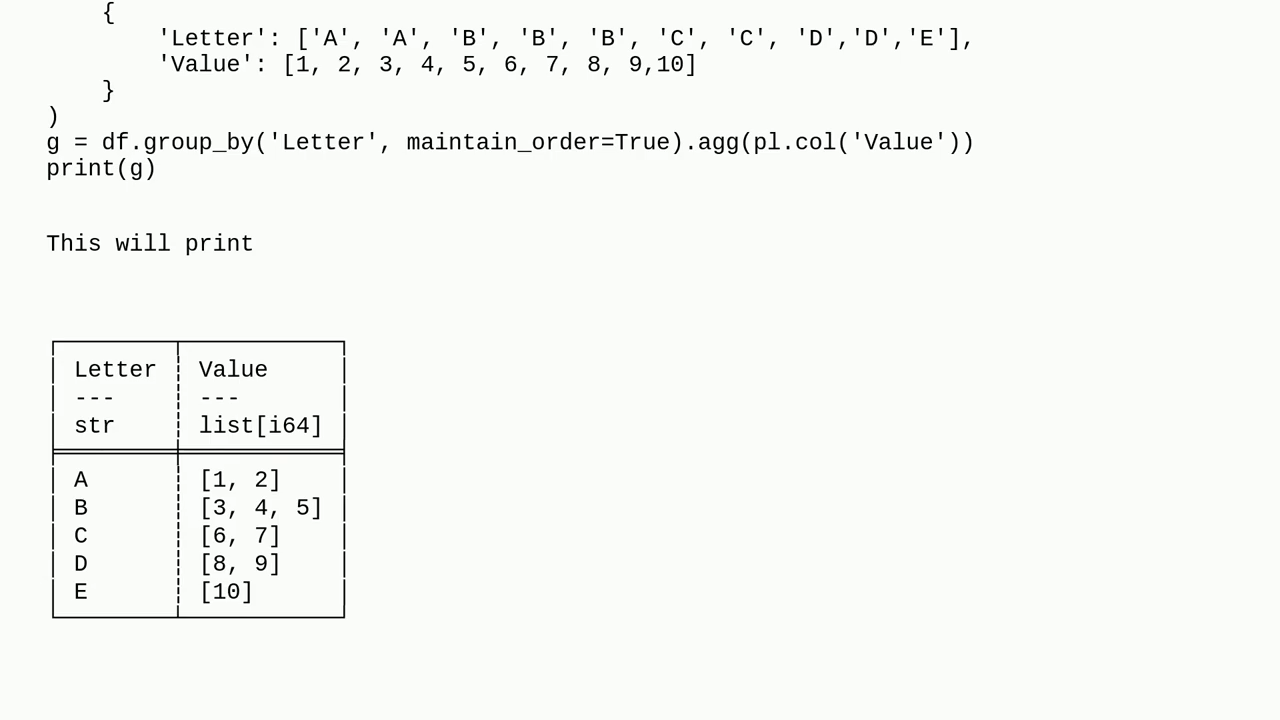 {
'Letter': ['A', 'A', 'B', 'B', 'B', 'C', 'C', 'D','D','E'],
'Value': [1, 2, 3, 4, 5, 6, 7, 8, 9,10]
}
)
g = df.group_by('Letter', maintain_order=True).agg(pl.col('Value'))
print(g)
This will print
Letter Value
--- ---
str list[i64]
A [1, 2]
B [3, 4, 5]
C [6, 7]
D [8, 9]
E [10]